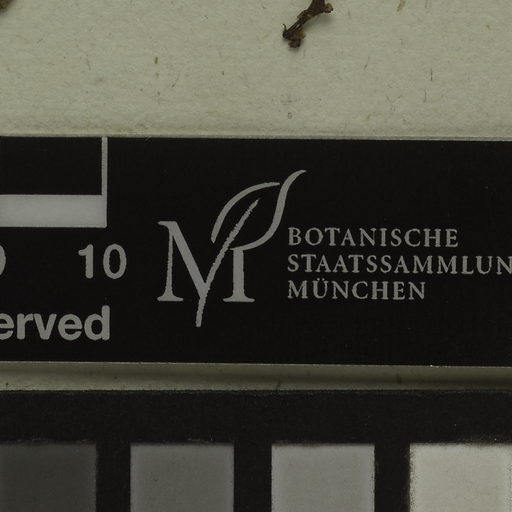 10
BOTANISCHE
STAATSSAMMLUN
MÜNCHEN
erved